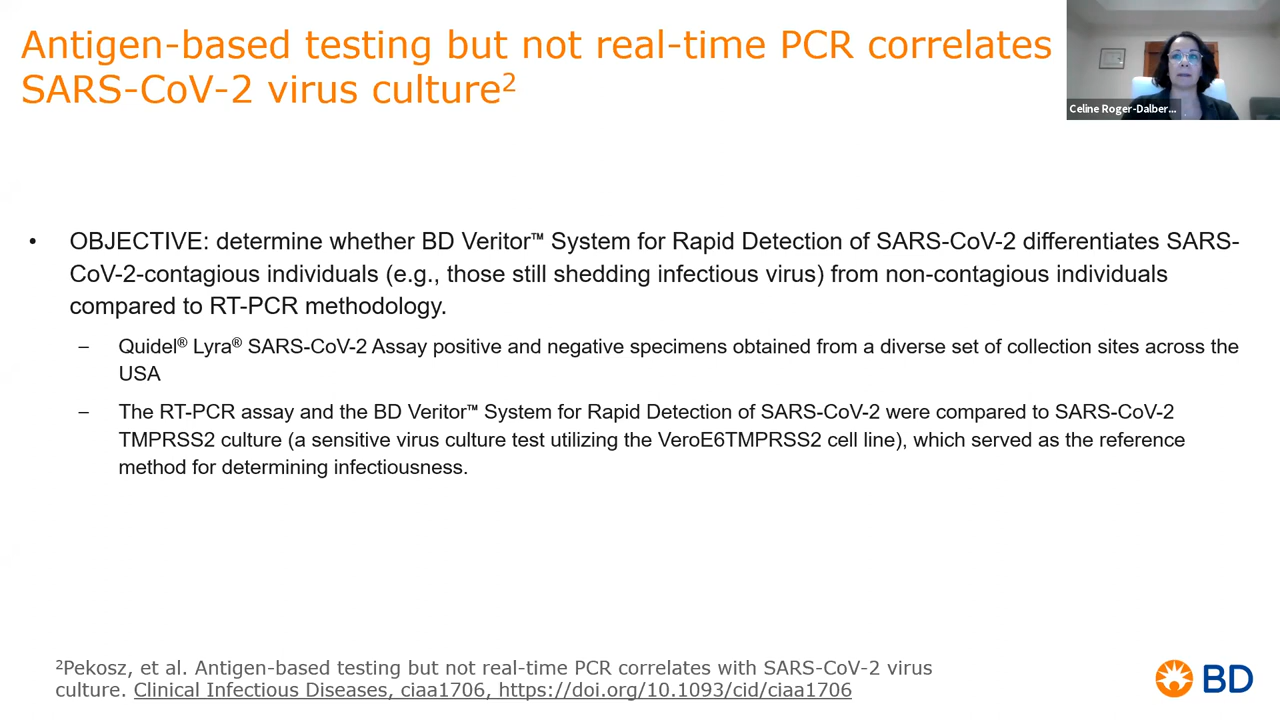 Antigen-based testing but not real-time PCR correlates
SARS-CoV-2 virus culture²
Celine Roger-Dalber...
• OBJECTIVE: determine whether BD Veritor™ System for Rapid Detection of SARS-CoV-2 differentiates SARS-
CoV-2-contagious individuals (e.g., those still shedding infectious virus) from non-contagious individuals
compared to RT-PCR methodology.
– Quidel® Lyra® SARS-CoV-2 Assay positive and negative specimens obtained from a diverse set of collection sites across the
USA
– The RT-PCR assay and the BD Veritor™ System for Rapid Detection of SARS-CoV-2 were compared to SARS-CoV-2
TMPRSS2 culture (a sensitive virus culture test utilizing the VeroE6TMPRSS2 cell line), which served as the reference
method for determining infectiousness.
²Pekosz, et al. Antigen-based testing but not real-time PCR correlates with SARS-CoV-2 virus
culture. Clinical Infectious Diseases, ciaa1706, https://doi.org/10.1093/cid/ciaa1706
BD